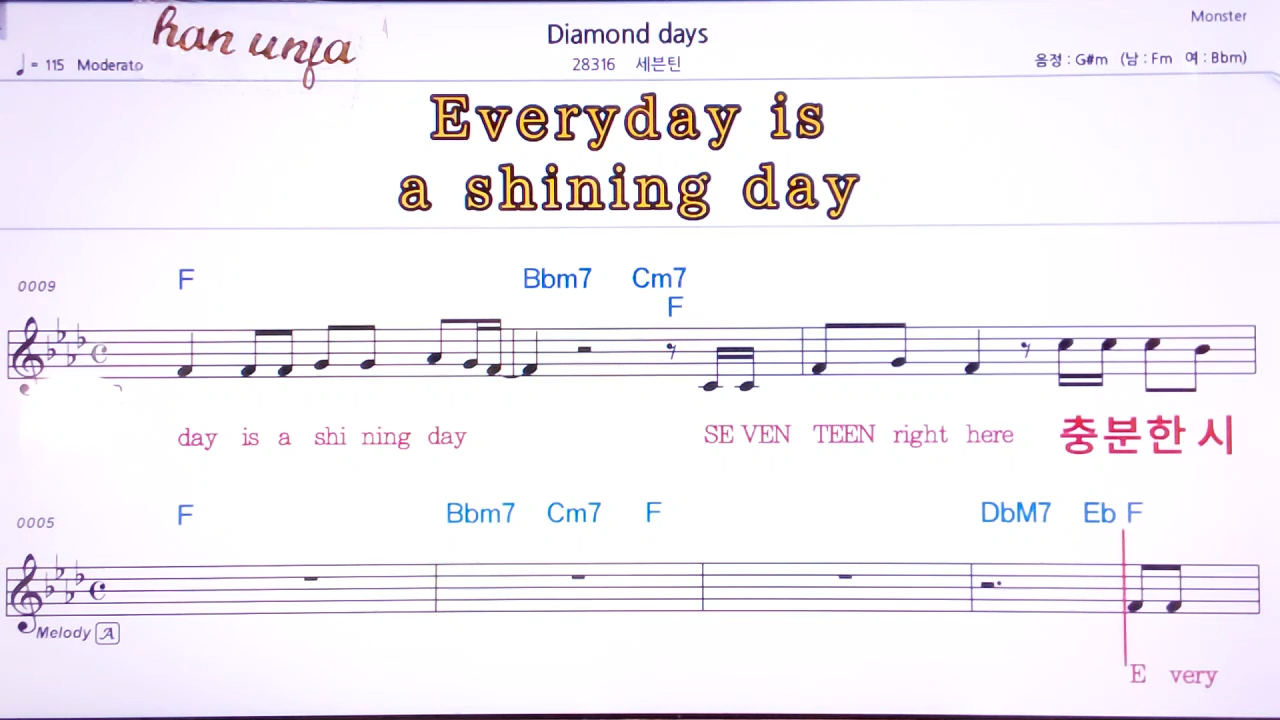 han unfa
Diamond days
Monster
♩ = 115 Moderato
28316 세븐틴
음정 : G#m (남 : Fm 여 : Bbm)
Everyday is
a shining day
0009
F Bbm7 Cm7
F
day is a shi ning day SE VEN TEEN right here 충분한 시
0005
F Bbm7 Cm7 F DbM7 Eb F
Melody A
E very